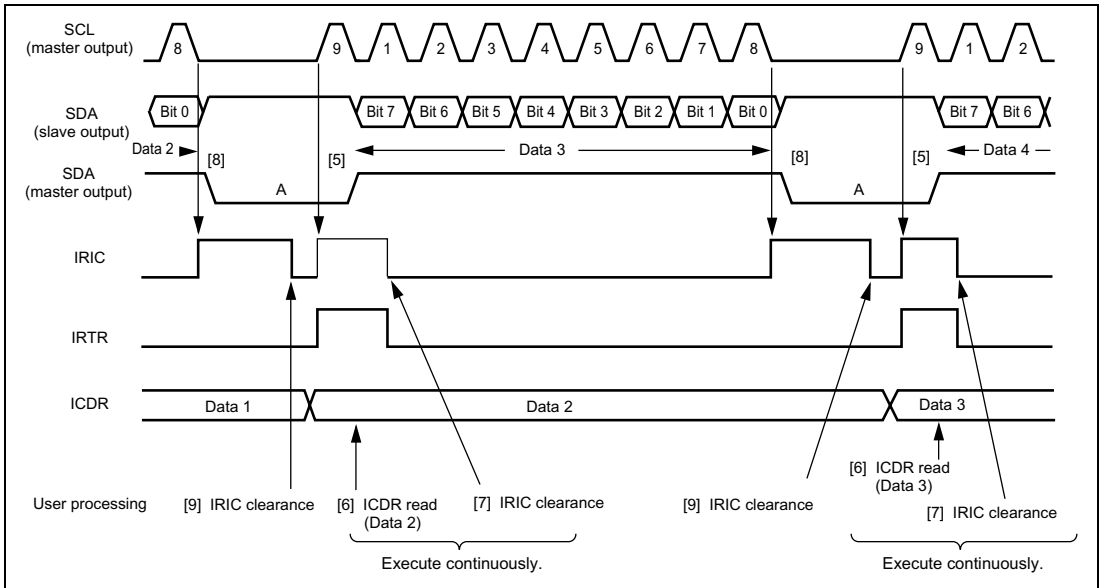 SCL
(master output)
8 9 1 2 3 4 5 6 7 8 9 1 2
SDA
(slave output)
Bit 0 Bit 7 Bit 6 Bit 5 Bit 4 Bit 3 Bit 2 Bit 1 Bit 0 Bit 7 Bit 6
Data 2 [8] [5] Data 3 [8] [5] Data 4
SDA
(master output)
A A
IRIC
IRTR
ICDR
Data 1 Data 2 Data 3
User processing
[9] IRIC clearance
[6] ICDR read
(Data 2)
[7] IRIC clearance
Execute continuously.
[9] IRIC clearance
[6] ICDR read
(Data 3)
[7] IRIC clearance
Execute continuously.